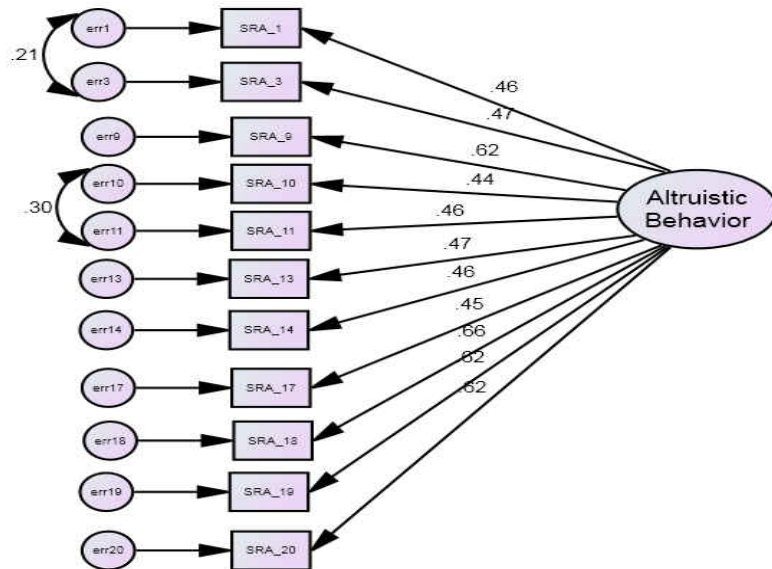 err1
SRA_1
.21
.46
err3
SRA_3
.47
err9
SRA_9
.62
err10
SRA_10
.44
Altruistic
Behavior
.30
err11
SRA_11
.46
.47
err13
SRA_13
.46
err14
SRA_14
.45
.66
.62
err17
SRA_17
.62
err18
SRA_18
err19
SRA_19
err20
SRA_20